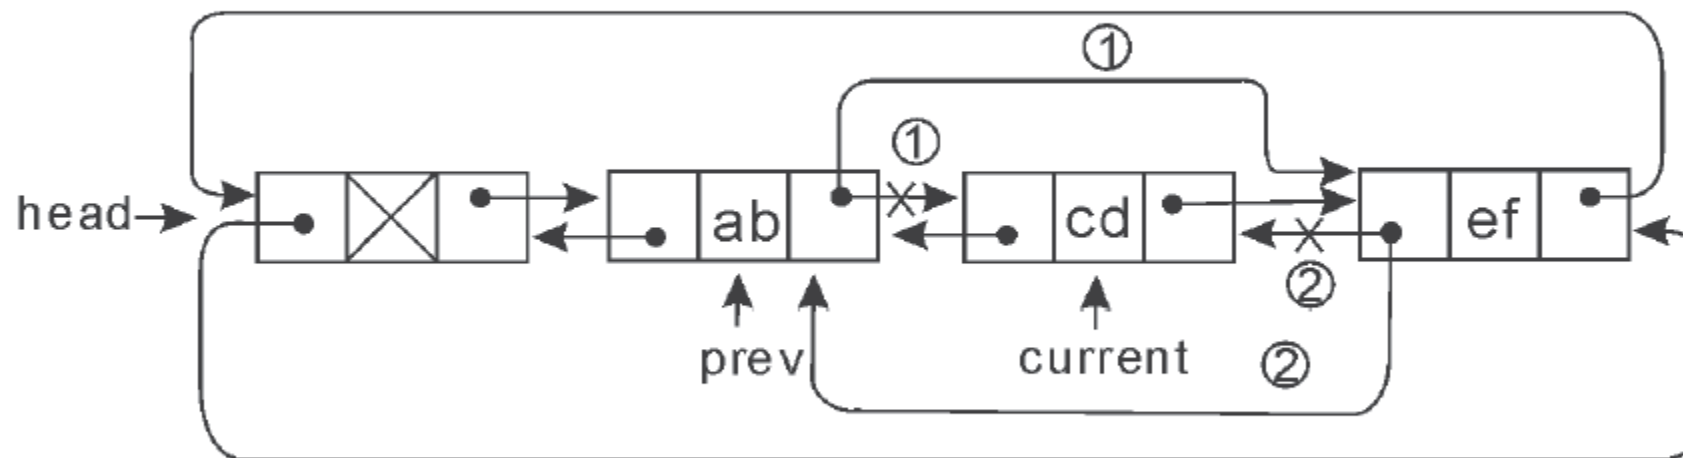 ①
①
head ab cd ef
②
prev current ②